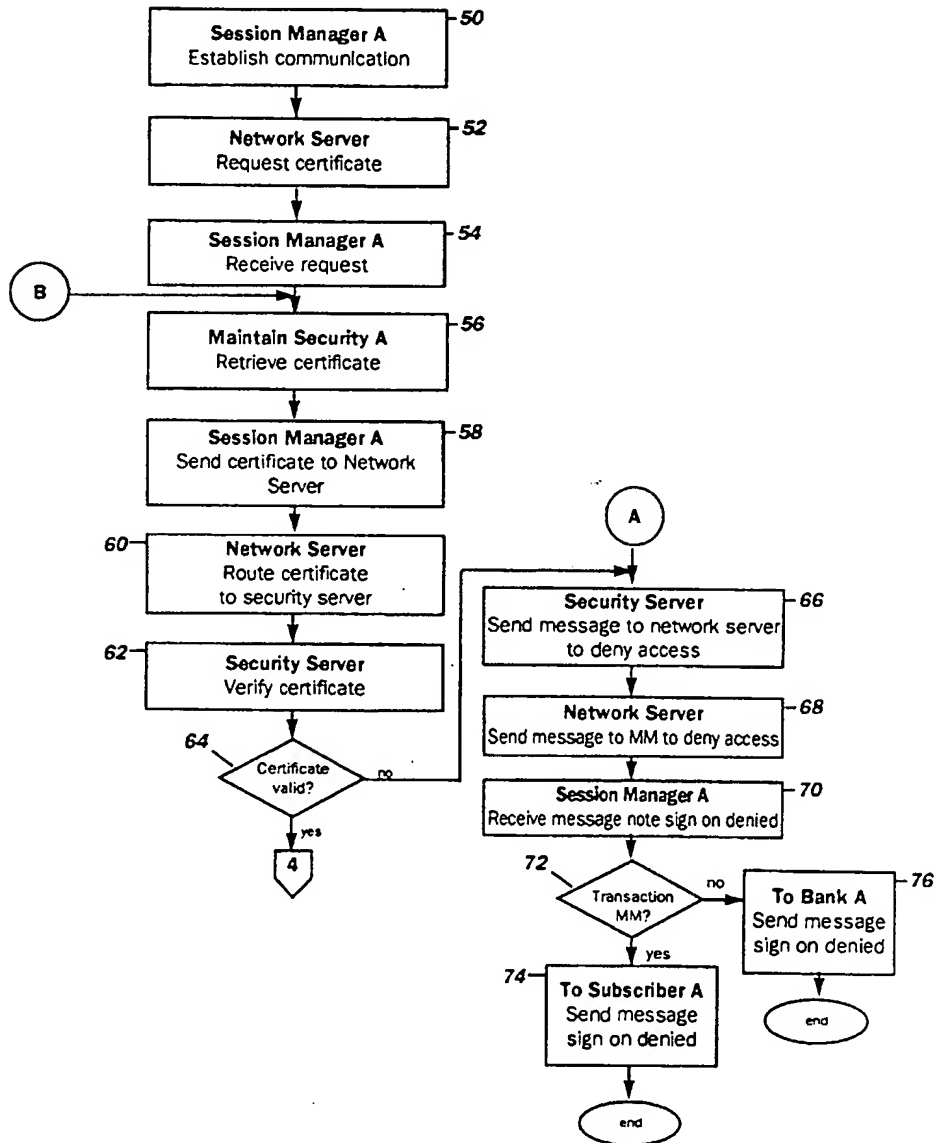 50
Session Manager A
Establish communication
52
Network Server
Request certificate
54
Session Manager A
Receive request
B
56
Maintain Security A
Retrieve certificate
58
Session Manager A
Send certificate to Network
Server
60
Network Server
Route certificate
to security server
62
Security Server
Verify certificate
64
Certificate
valid?
no
yes
4
A
66
Security Server
Send message to network server
to deny access
68
Network Server
Send message to MM to deny access
70
Session Manager A
Receive message note sign on denied
72
Transaction
MM?
no
yes
76
To Bank A
Send message
sign on denied
end
74
To Subscriber A
Send message
sign on denied
end